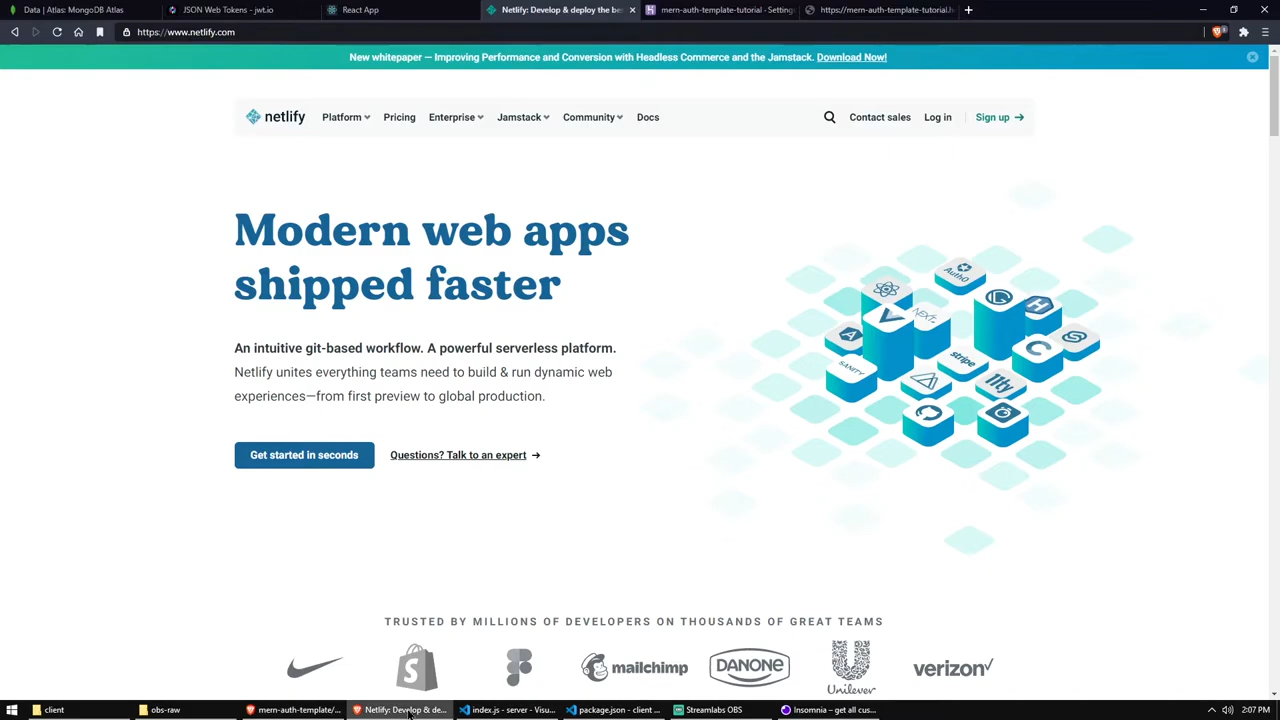 Data | Atlas: MongoDB Atlas
JSON Web Tokens - jwt.io
React App
Netlify: Develop & deploy the be
mern-auth-template - Settings
https://mern-auth-template-tutorial.h
https://www.netlify.com
New whitepaper — Improving Performance and Conversion with Headless Commerce and the Jamstack. Download Now!
netlify
Platform
Pricing
Enterprise
Jamstack
Community
Docs
Contact sales
Log in
Sign up →
Modern web apps
shipped faster
An intuitive git-based workflow. A powerful serverless platform.
Netlify unites everything teams need to build & run dynamic web
experiences—from first preview to global production.
Get started in seconds
Questions? Talk to an expert →
Auth0
NEXT
stripe
SANITY
11ty
TRUSTED BY MILLIONS OF DEVELOPERS ON THOUSANDS OF GREAT TEAMS
mailchimp
DANONE
Unilever
verizon✓
client
obs-raw
mern-auth-template/...
Netlify: Develop & de...
index.js - server - Visu...
package.json - client ...
Streamlabs OBS
Insomnia – get all cus...
2:07 PM